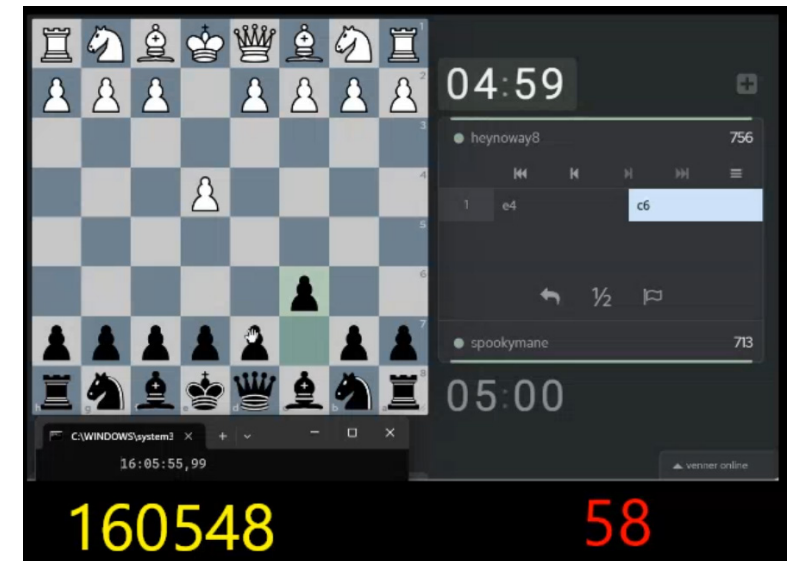 1
2
3
4
5
6
7
8
h g e d b
04:59
heynoway8 756
1 e4 c6
½
spookymane 713
05:00
venner online
C:\WINDOWS\system3
16:05:55,99
160548
58